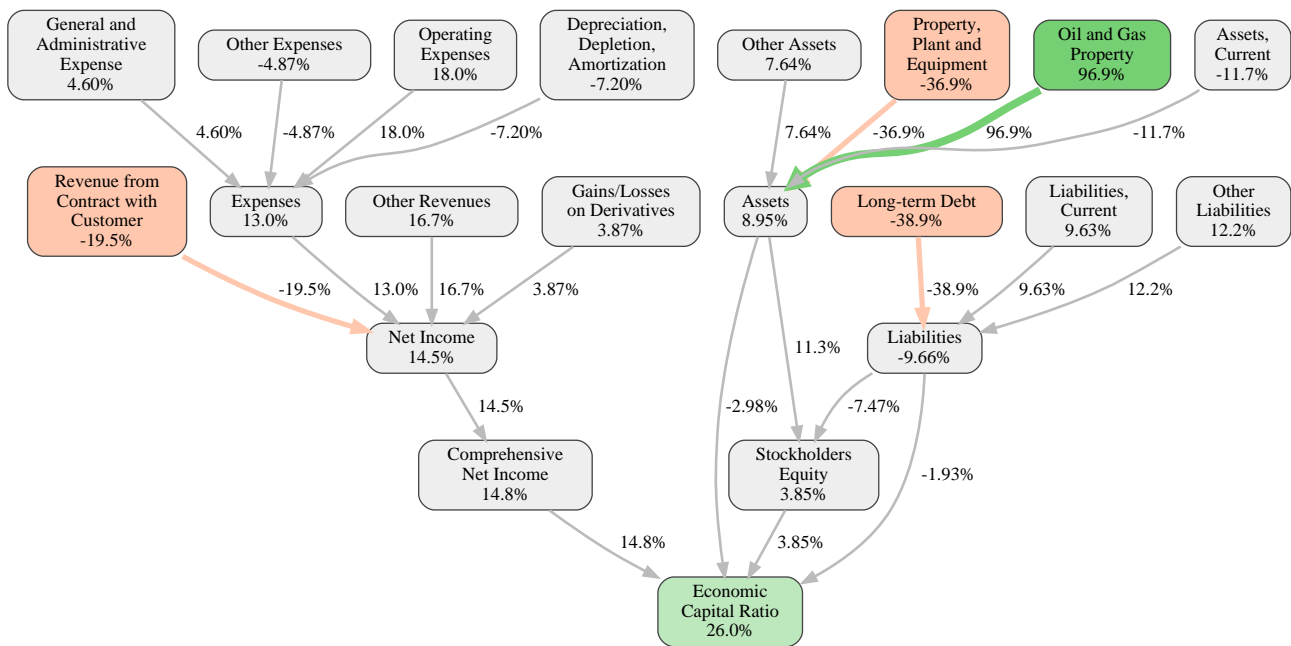 General and
Administrative
Expense
4.60%
Other Expenses
-4.87%
Operating
Expenses
18.0%
Depreciation,
Depletion,
Amortization
-7.20%
Other Assets
7.64%
Property,
Plant and
Equipment
-36.9%
Oil and Gas
Property
96.9%
Assets,
Current
-11.7%
4.60%
-4.87%
18.0%
-7.20%
7.64%
-36.9%
96.9%
-11.7%
Revenue from
Contract with
Customer
-19.5%
Expenses
13.0%
Other Revenues
16.7%
Gains/Losses
on Derivatives
3.87%
Assets
8.95%
Long-term Debt
-38.9%
Liabilities,
Current
9.63%
Other
Liabilities
12.2%
-19.5%
13.0%
16.7%
3.87%
-38.9%
9.63%
12.2%
Net Income
14.5%
11.3%
Liabilities
-9.66%
14.5%
-2.98%
-7.47%
Comprehensive
Net Income
14.8%
Stockholders
Equity
3.85%
-1.93%
14.8%
3.85%
Economic
Capital Ratio
26.0%